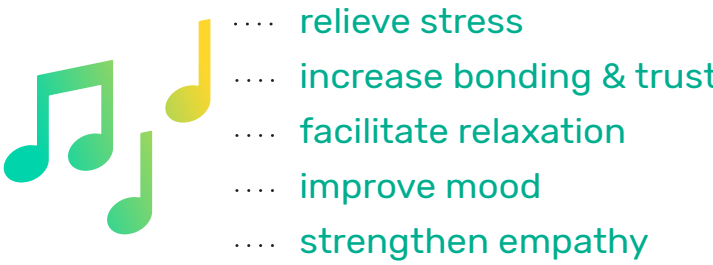 .... relieve stress
.... increase bonding & trust
.... facilitate relaxation
.... improve mood
.... strengthen empathy